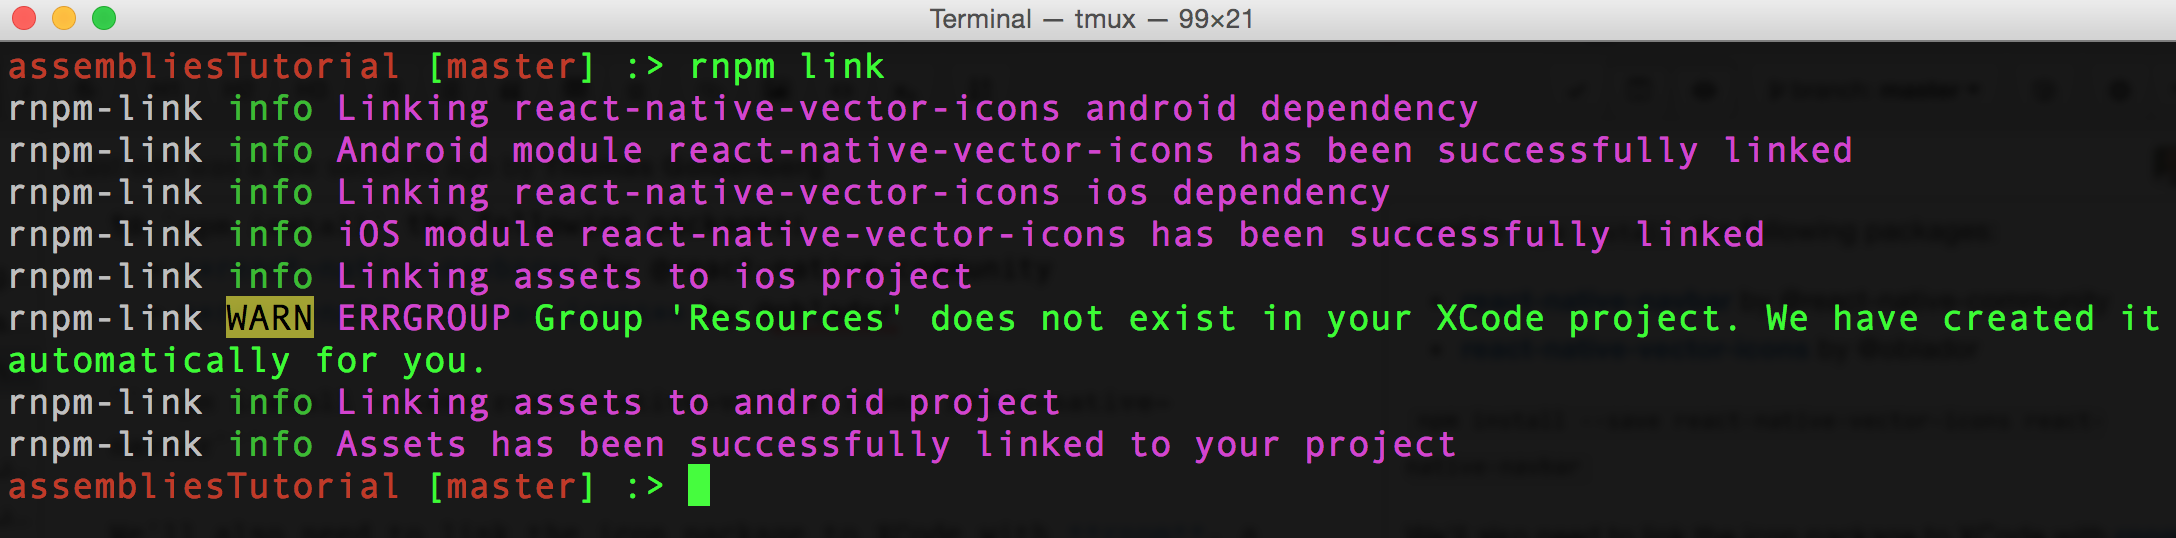 Terminal — tmux — 99×21
assembliesTutorial [master] :> rnpm link
rnpm-link info Linking react-native-vector-icons android dependency
rnpm-link info Android module react-native-vector-icons has been successfully linked
rnpm-link info Linking react-native-vector-icons ios dependency
rnpm-link info iOS module react-native-vector-icons has been successfully linked
rnpm-link info Linking assets to ios project
rnpm-link WARN ERRGROUP Group 'Resources' does not exist in your XCode project. We have created it
automatically for you.
rnpm-link info Linking assets to android project
rnpm-link info Assets has been successfully linked to your project
assembliesTutorial [master] :>